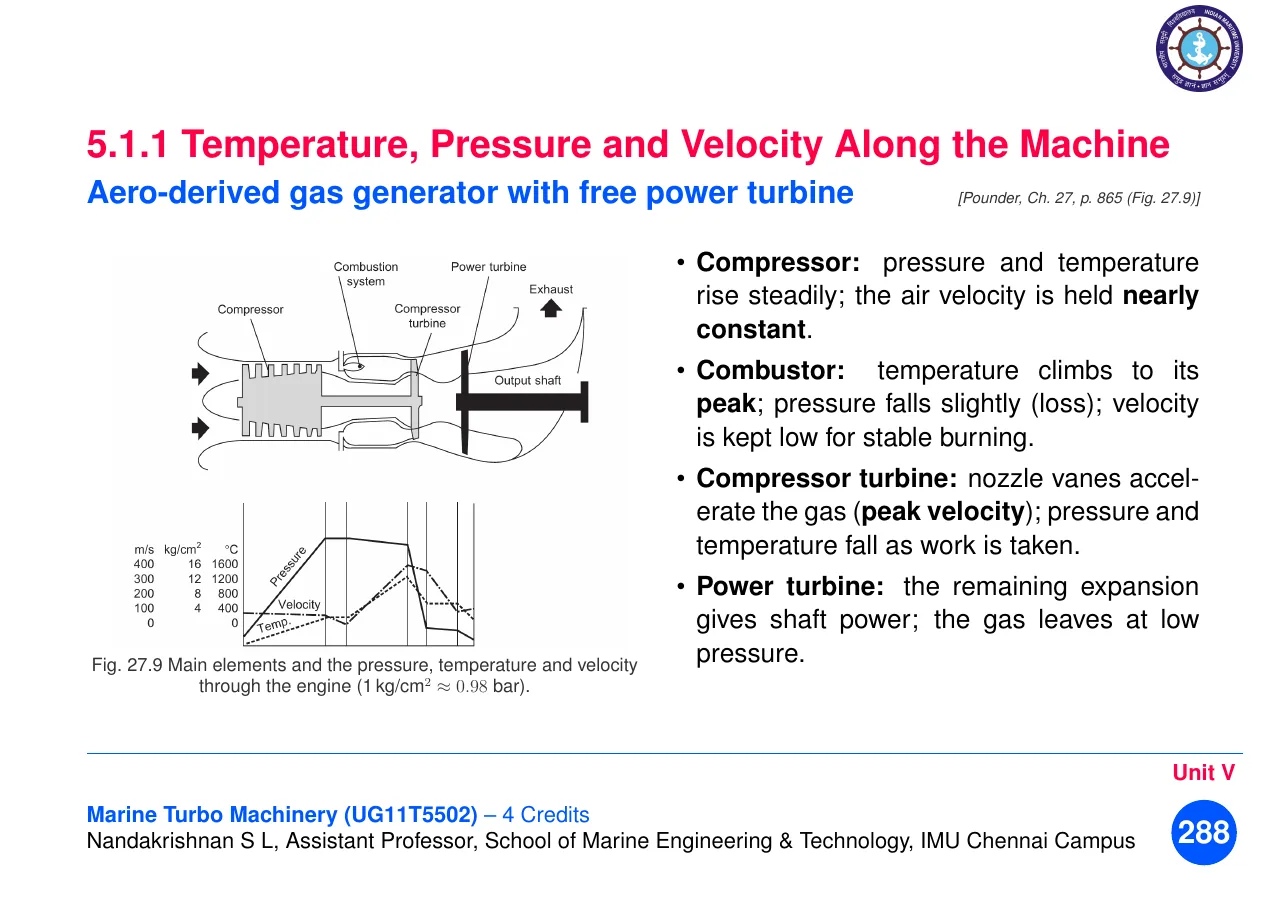 भारतीय समुद्री विश्वविद्यालय INDIAN MARITIME UNIVERSITY
5.1.1 Temperature, Pressure and Velocity Along the Machine
Aero-derived gas generator with free power turbine
[Pounder, Ch. 27, p. 865 (Fig. 27.9)]
Combustion
system
Power turbine
Exhaust
Compressor
Compressor
turbine
Output shaft
m/s kg/cm2 °C
400 16 1600
300 12 1200
200 8 800
100 4 400
0 0
Pressure
Velocity
Temp.
Fig. 27.9 Main elements and the pressure, temperature and velocity
through the engine (1 kg/cm² ≈ 0.98 bar).
• Compressor: pressure and temperature
rise steadily; the air velocity is held nearly
constant.
• Combustor: temperature climbs to its
peak; pressure falls slightly (loss); velocity
is kept low for stable burning.
• Compressor turbine: nozzle vanes accel-
erate the gas (peak velocity); pressure and
temperature fall as work is taken.
• Power turbine: the remaining expansion
gives shaft power; the gas leaves at low
pressure.
Unit V
Marine Turbo Machinery (UG11T5502) – 4 Credits
Nandakrishnan S L, Assistant Professor, School of Marine Engineering & Technology, IMU Chennai Campus
288